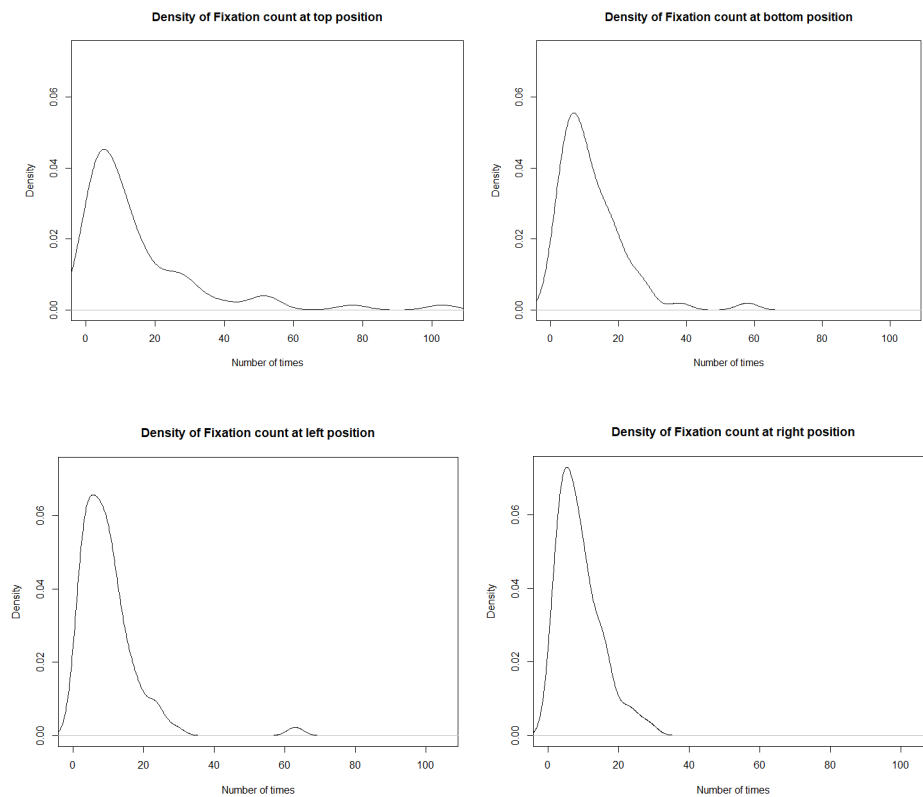 Density of Fixation count at top position
Density
0.00 0.02 0.04 0.06
0 20 40 60 80 100
Number of times
Density of Fixation count at bottom position
Density
0.00 0.02 0.04 0.06
0 20 40 60 80 100
Number of times
Density of Fixation count at left position
Density
0.00 0.02 0.04 0.06
0 20 40 60 80 100
Number of times
Density of Fixation count at right position
Density
0.00 0.02 0.04 0.06
0 20 40 60 80 100
Number of times